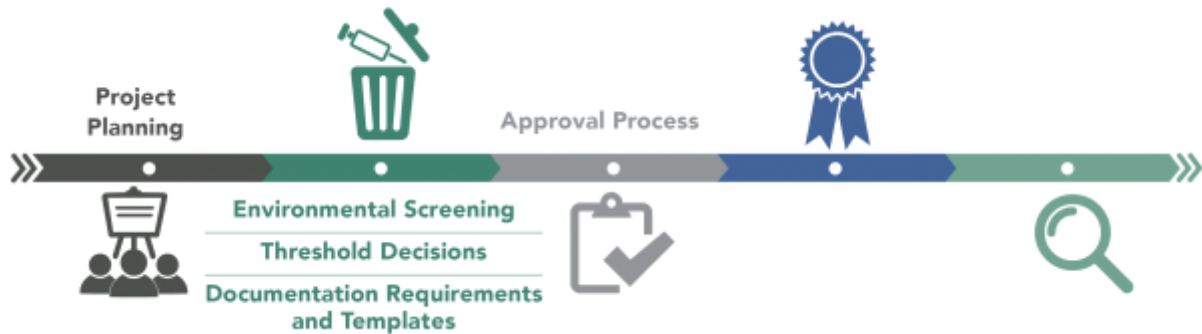 Project
Planning
Approval Process
Environmental Screening
Threshold Decisions
Documentation Requirements
and Templates